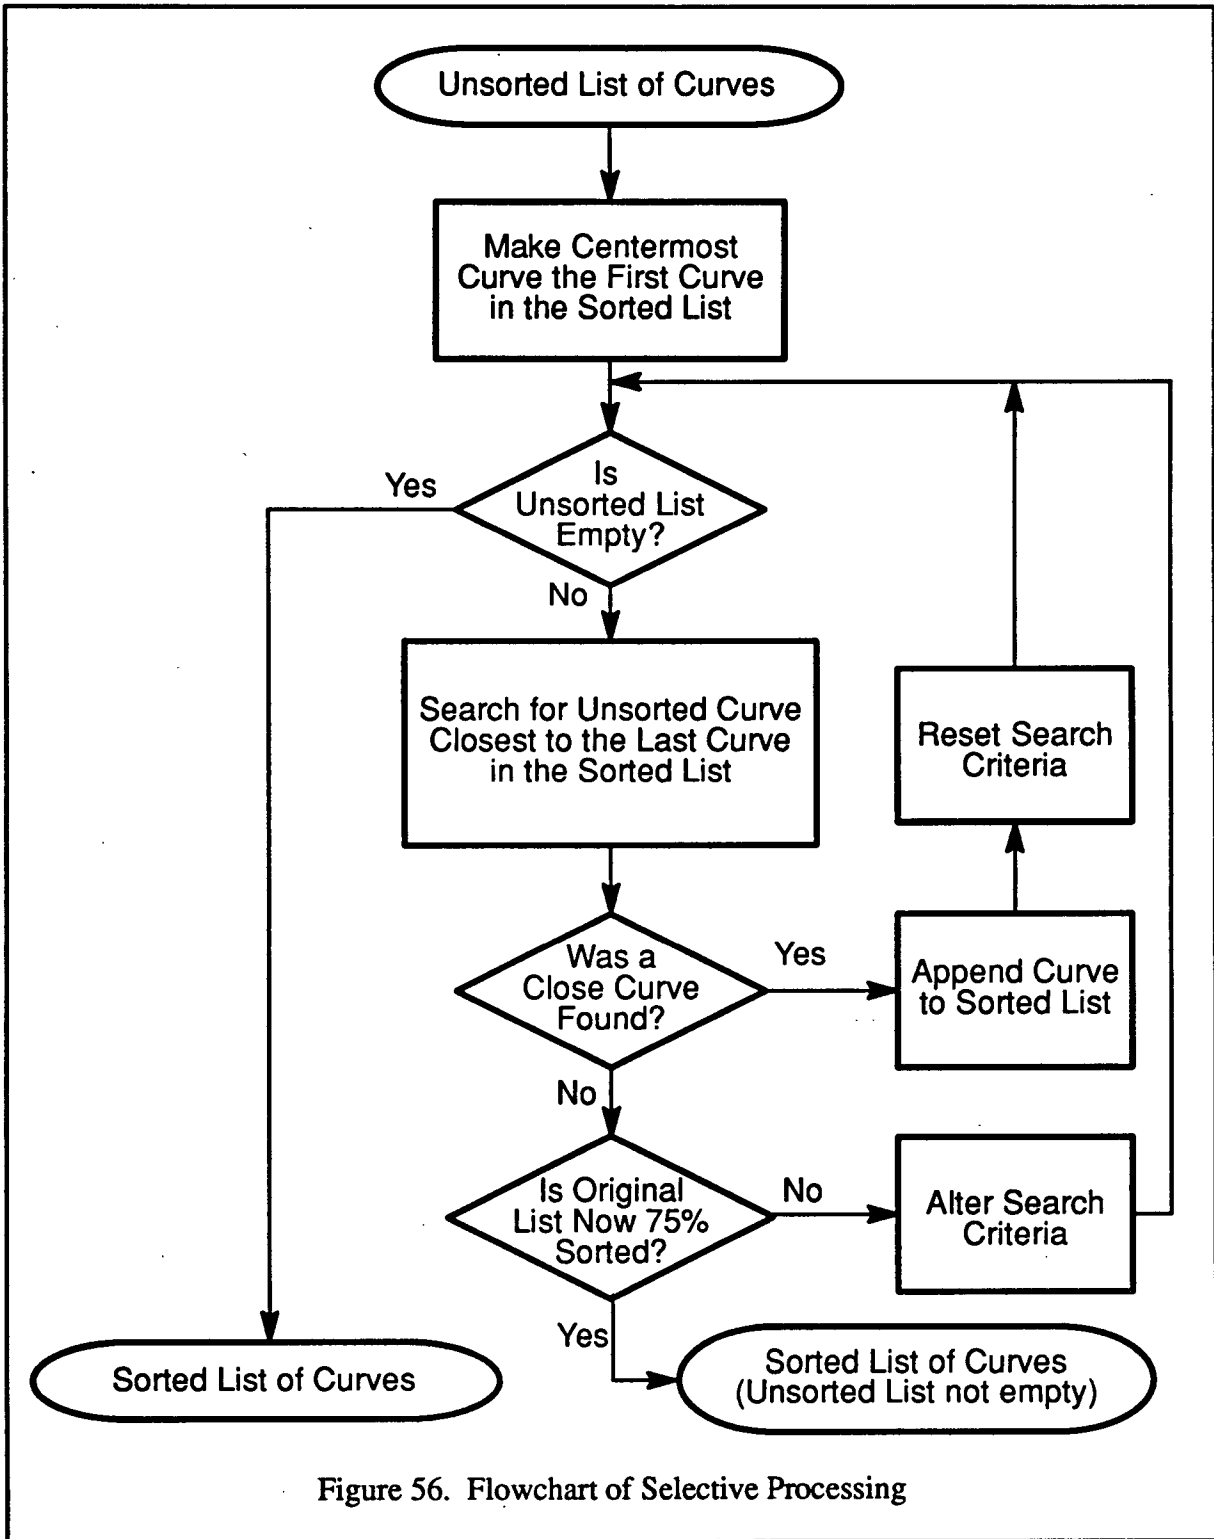 Unsorted List of Curves
Make Centermost
Curve the First Curve
in the Sorted List
Is
Unsorted List
Empty?
Yes
No
Search for Unsorted Curve
Closest to the Last Curve
in the Sorted List
Reset Search
Criteria
Was a
Close Curve
Found?
Yes
Append Curve
to Sorted List
No
Is Original
List Now 75%
Sorted?
No
Alter Search
Criteria
Yes
Sorted List of Curves
Sorted List of Curves
(Unsorted List not empty)
Figure 56. Flowchart of Selective Processing